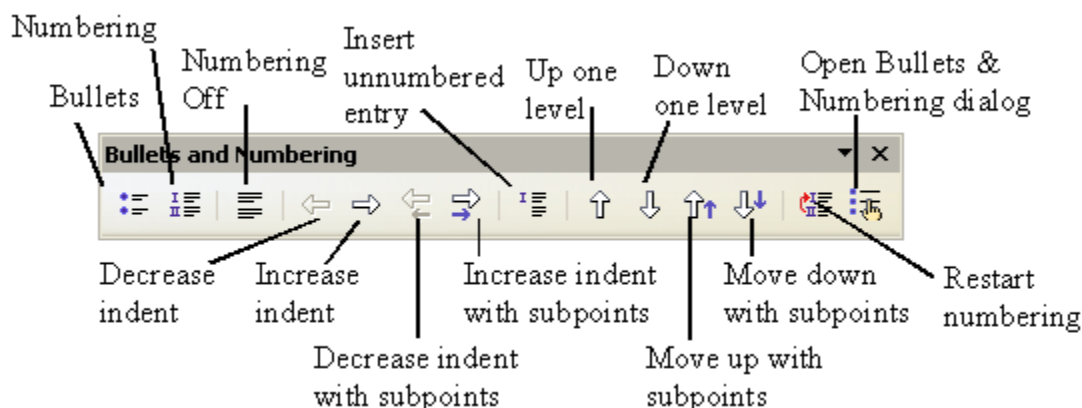 Numbering
Bullets
Numbering
Off
Insert
unnumbered
entry
Up one
level
Down
one level
Open Bullets &
Numbering dialog
Bullets and Numbering
Decrease
indent
Increase
indent
Decrease indent
with subpoints
Increase indent
with subpoints
Move up with
subpoints
Move down
with subpoints
Restart
numbering